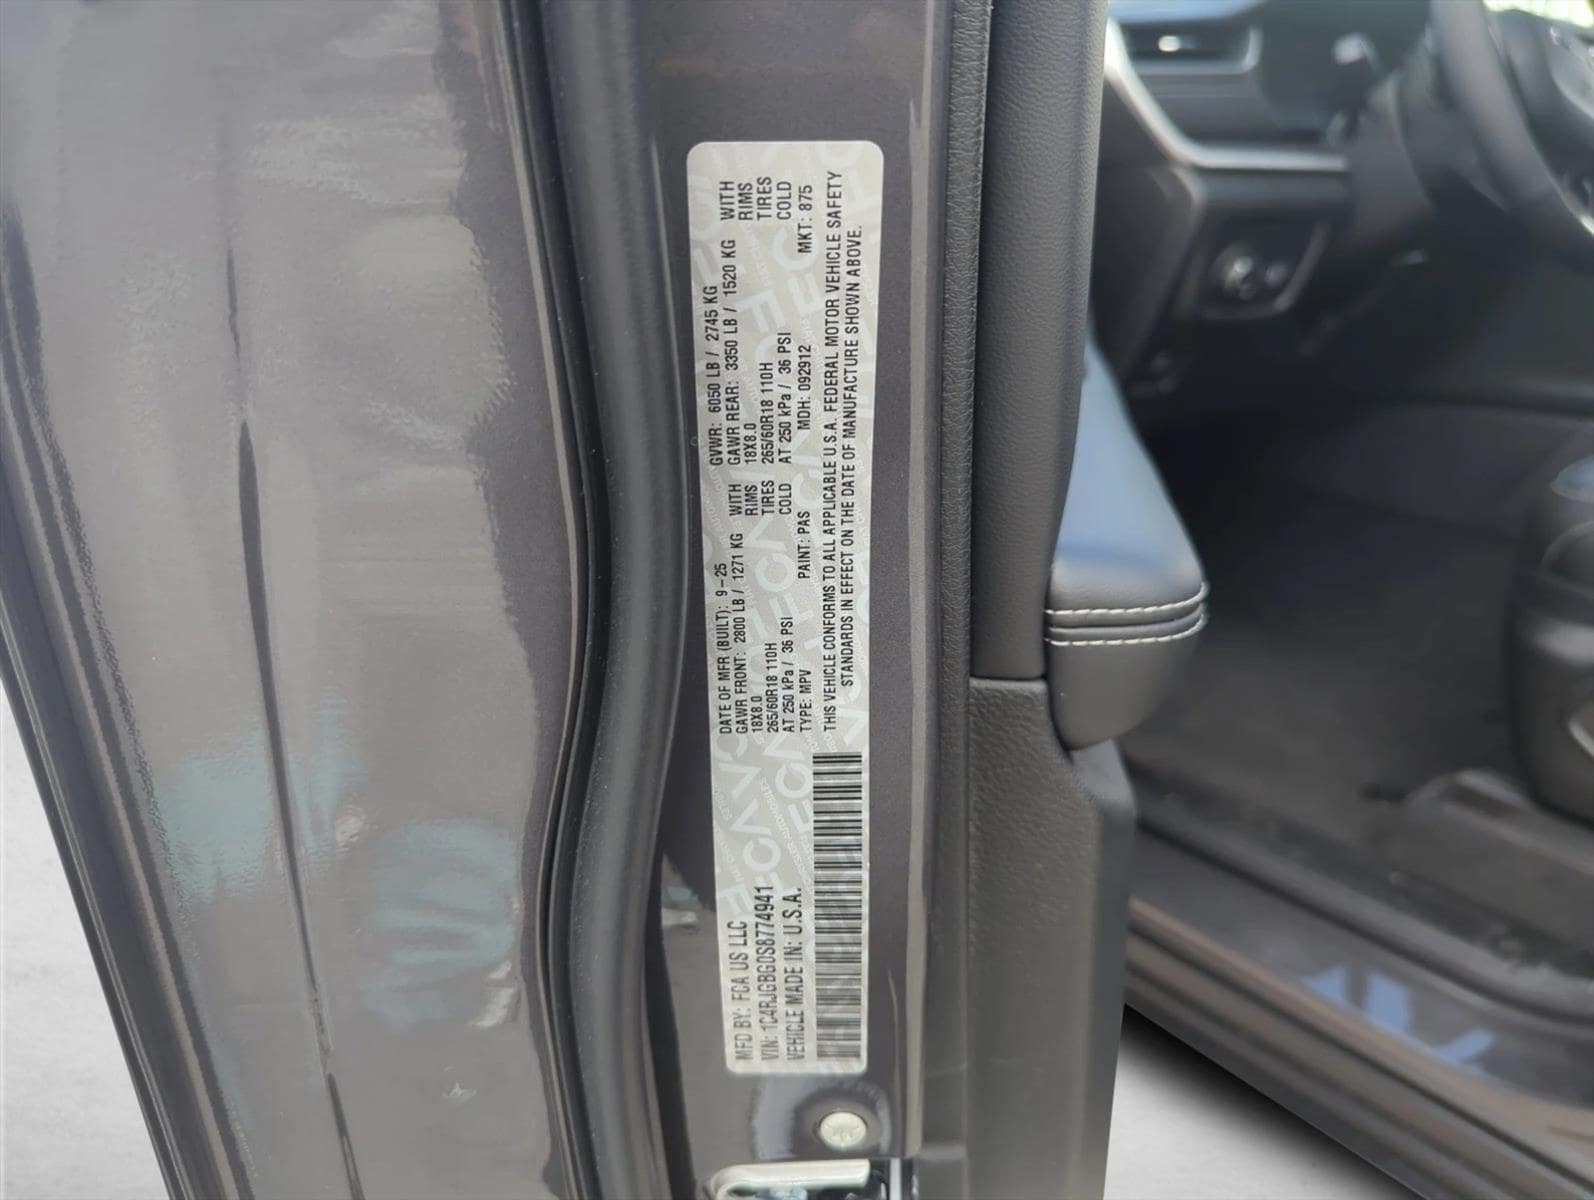 MFD BY: FCA US LLC
VIN: 1C4RJGBG0S8774941
VEHICLE MADE IN: U.S.A.
DATE OF MFR (BUILT): 9-25 GVWR: 6050 LB / 2745 KG
GAWR FRONT: 2800 LB / 1271 KG WITH GAWR REAR: 3350 LB / 1520 KG WITH
18X8.0 RIMS 18X8.0 RIMS
265/60R18 110H TIRES 265/60R18 110H TIRES
AT 250 kPa / 36 PSI COLD AT 250 kPa / 36 PSI COLD
TYPE: MPV PAINT: PAS MDH: 092912 MKT: 875
THIS VEHICLE CONFORMS TO ALL APPLICABLE U.S.A. FEDERAL MOTOR VEHICLE SAFETY
STANDARDS IN EFFECT ON THE DATE OF MANUFACTURE SHOWN ABOVE.